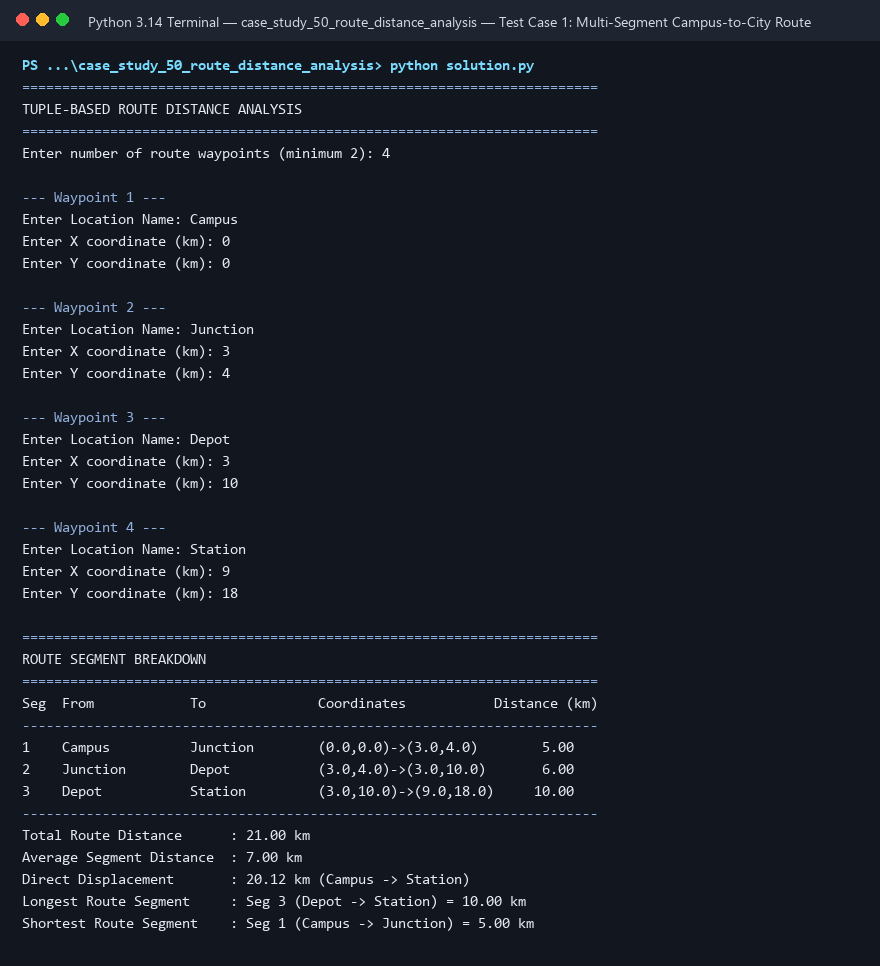 Python 3.14 Terminal — case_study_50_route_distance_analysis — Test Case 1: Multi-Segment Campus-to-City Route
PS ...\case_study_50_route_distance_analysis> python solution.py
========================================================================
TUPLE-BASED ROUTE DISTANCE ANALYSIS
========================================================================
Enter number of route waypoints (minimum 2): 4
--- Waypoint 1 ---
Enter Location Name: Campus
Enter X coordinate (km): 0
Enter Y coordinate (km): 0
--- Waypoint 2 ---
Enter Location Name: Junction
Enter X coordinate (km): 3
Enter Y coordinate (km): 4
--- Waypoint 3 ---
Enter Location Name: Depot
Enter X coordinate (km): 3
Enter Y coordinate (km): 10
--- Waypoint 4 ---
Enter Location Name: Station
Enter X coordinate (km): 9
Enter Y coordinate (km): 18
========================================================================
ROUTE SEGMENT BREAKDOWN
========================================================================
Seg  From            To              Coordinates           Distance (km)
------------------------------------------------------------------------
1    Campus          Junction        (0.0,0.0)->(3.0,4.0)        5.00
2    Junction        Depot           (3.0,4.0)->(3.0,10.0)       6.00
3    Depot           Station         (3.0,10.0)->(9.0,18.0)     10.00
------------------------------------------------------------------------
Total Route Distance      : 21.00 km
Average Segment Distance  : 7.00 km
Direct Displacement       : 20.12 km (Campus -> Station)
Longest Route Segment     : Seg 3 (Depot -> Station) = 10.00 km
Shortest Route Segment    : Seg 1 (Campus -> Junction) = 5.00 km